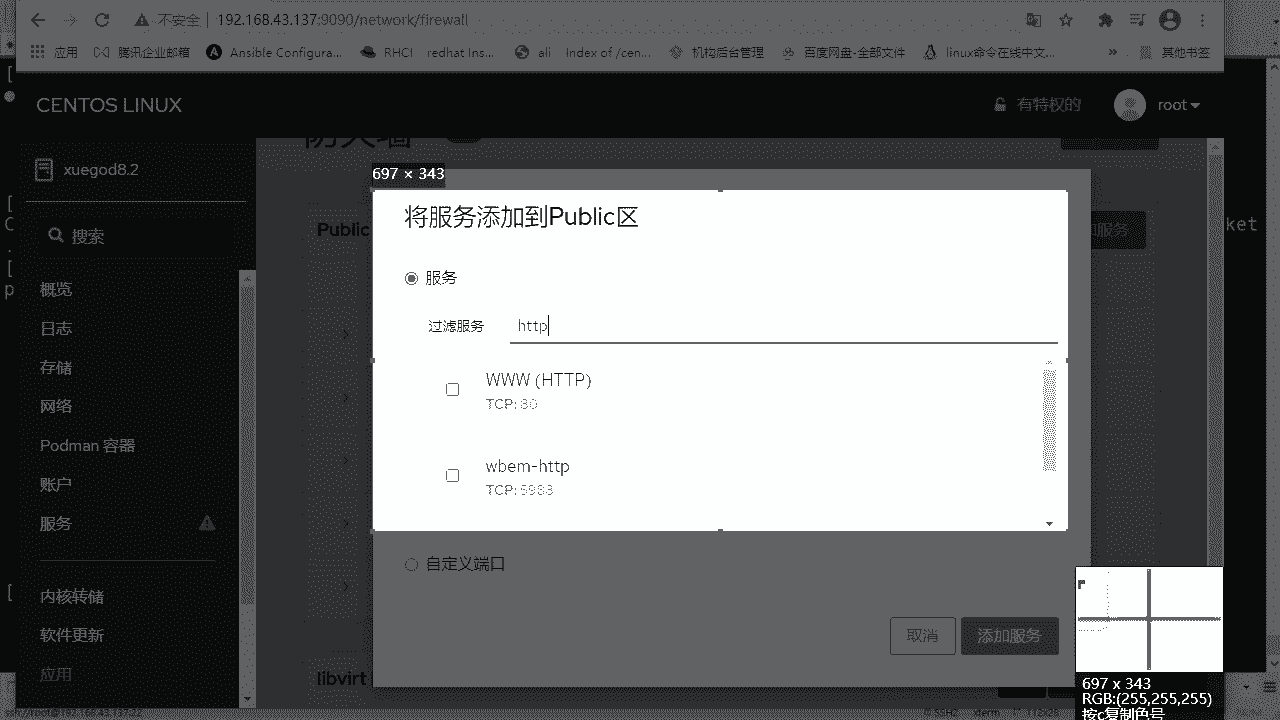 不安全 192.168.43.137:9090/network/firewall
应用 腾讯企业邮箱 Ansible Configura... RHCI redhat Ins... ali Index of /cen... 机构后台管理 百度网盘-全部文件 linux命令在线中文... » 其他书签
CENTOS LINUX 有特权的 root
xuegod8.2
697 × 343
将服务添加到Public区
Public
搜索
ket
服务
概览
日志
过滤服务 http
存储
WWW (HTTP)
TCP: 80
网络
Podman 容器
wbem-http
账户
TCP: 5988
服务
自定义端口
内核转储
软件更新
取消 添加服务
应用
libvirt
697 x 343
RGB:(255,255,255)
按c复制色号